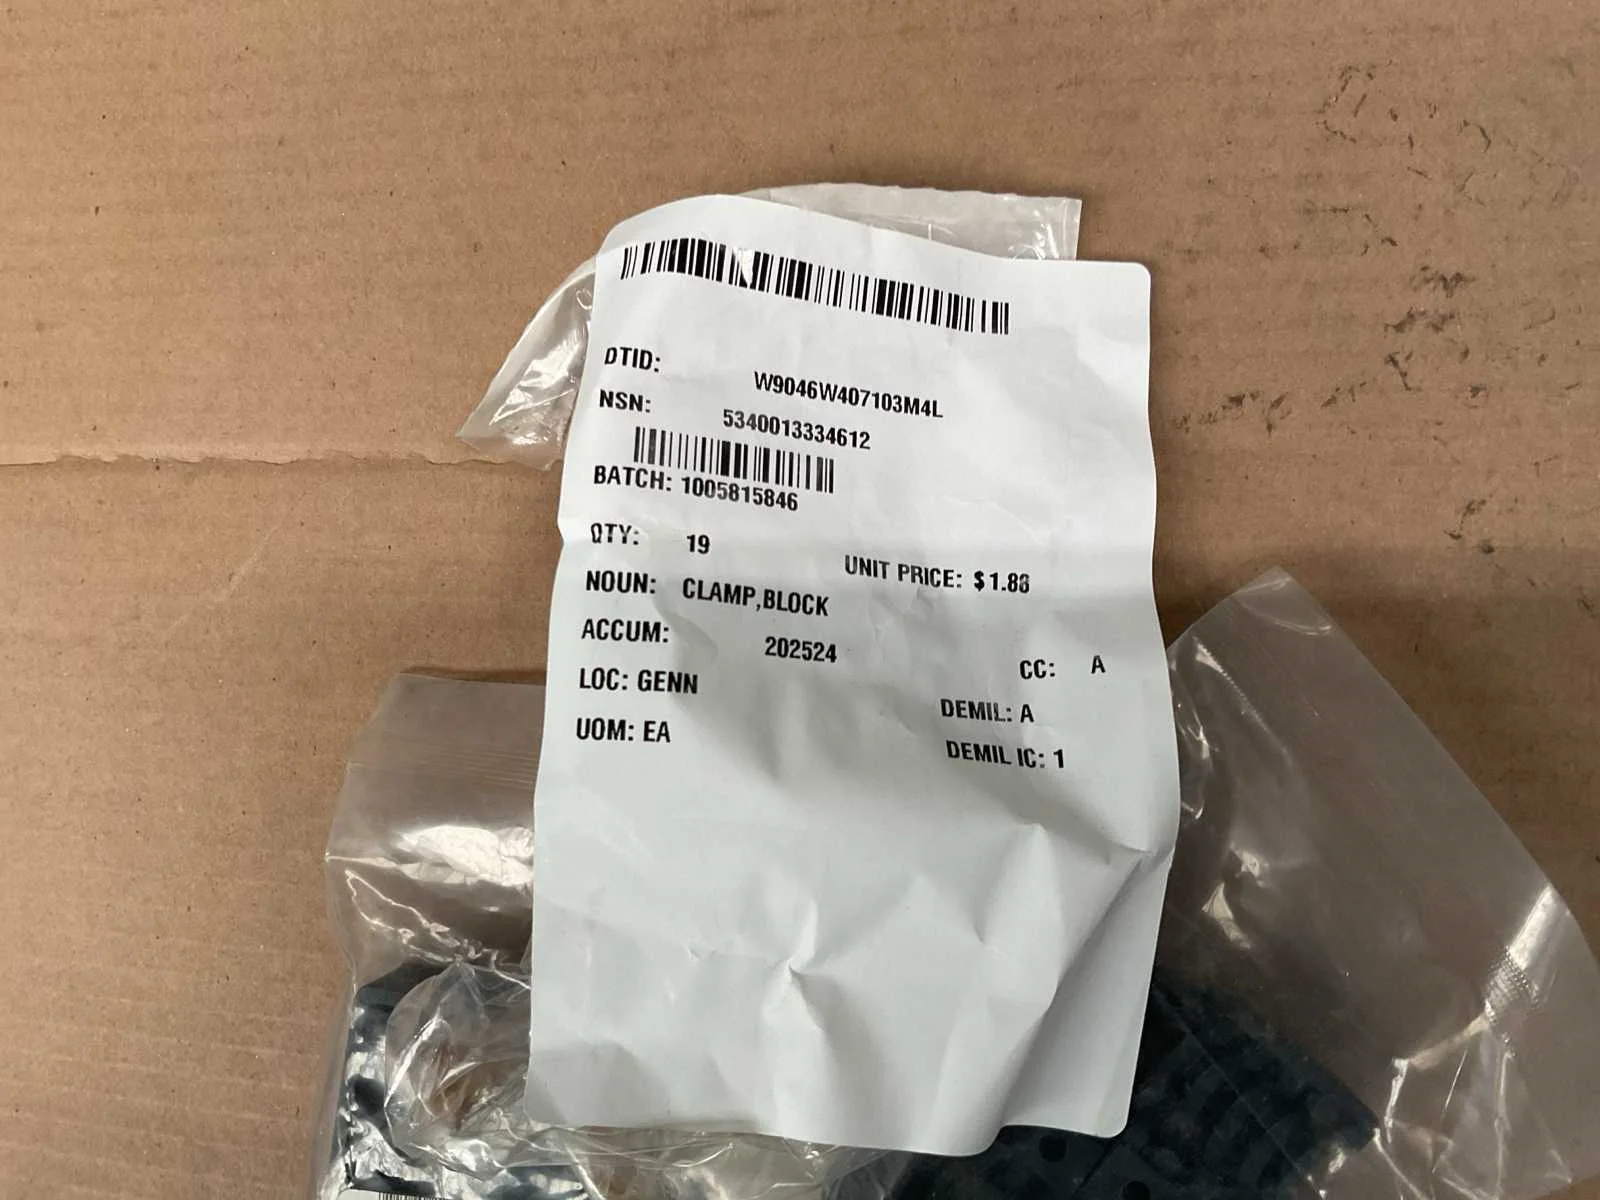 DTID: W9046W407103M4L
NSN: 5340013334612
BATCH: 1005815846
QTY: 19 UNIT PRICE: $1.88
NOUN: CLAMP,BLOCK
ACCUM: 202524 CC: A
LOC: GENN DEMIL: A
UOM: EA DEMIL IC: 1